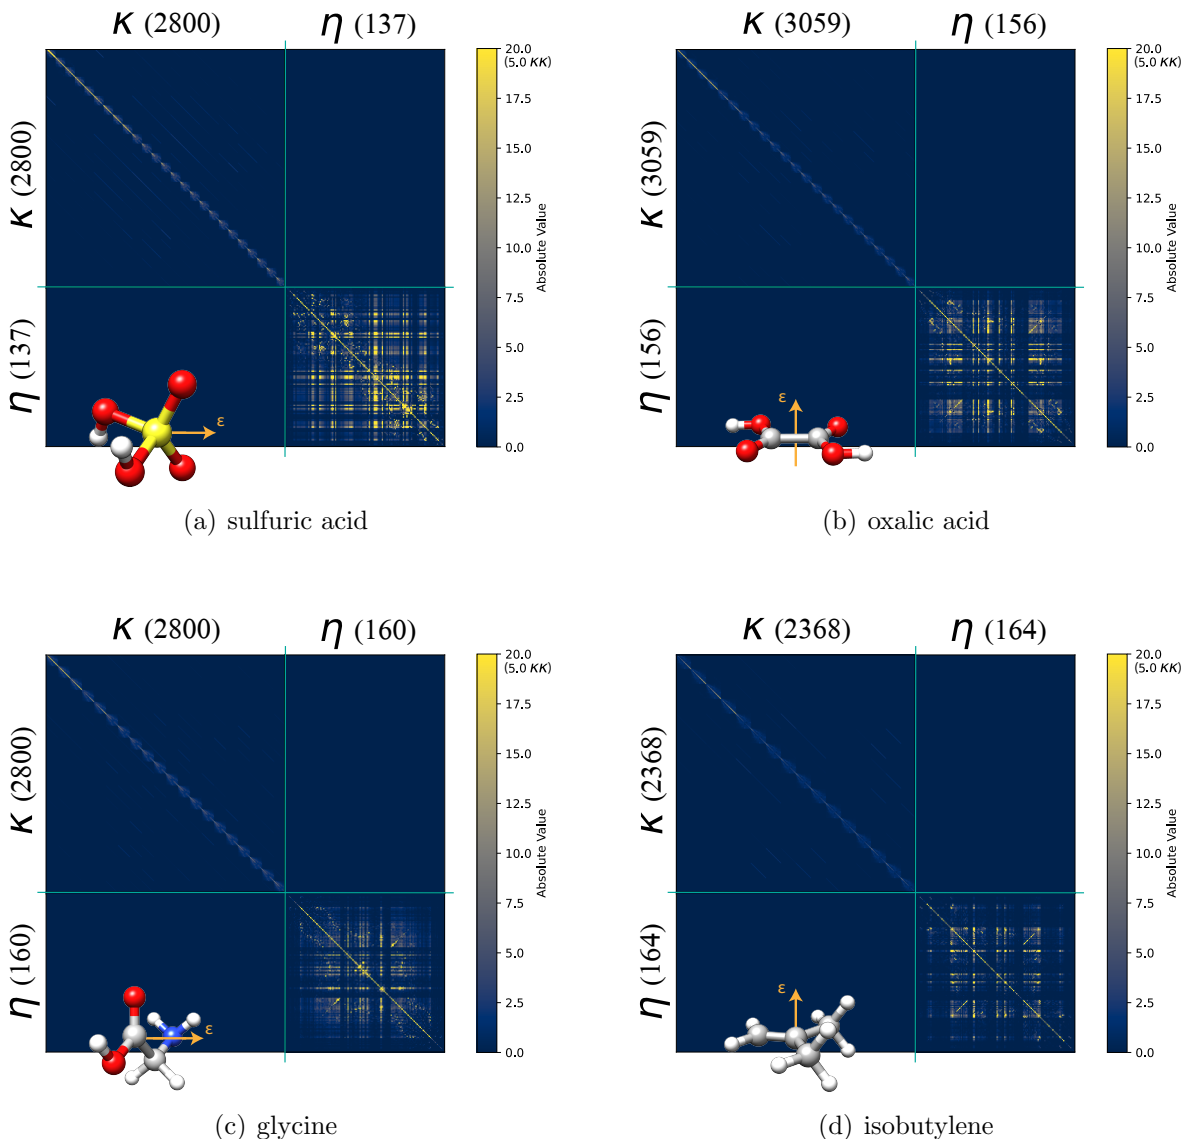 κ (2800) η (137)
κ (2800)
η (137)
20.0
(5.0 KK)
17.5
15.0
12.5
10.0
7.5
5.0
2.5
0.0
Absolute Value
ε
(a) sulfuric acid
κ (3059) η (156)
κ (3059)
η (156)
20.0
(5.0 KK)
17.5
15.0
12.5
10.0
7.5
5.0
2.5
0.0
Absolute Value
ε
(b) oxalic acid
κ (2800) η (160)
κ (2800)
η (160)
20.0
(5.0 KK)
17.5
15.0
12.5
10.0
7.5
5.0
2.5
0.0
Absolute Value
ε
(c) glycine
κ (2368) η (164)
κ (2368)
η (164)
20.0
(5.0 KK)
17.5
15.0
12.5
10.0
7.5
5.0
2.5
0.0
Absolute Value
ε
(d) isobutylene